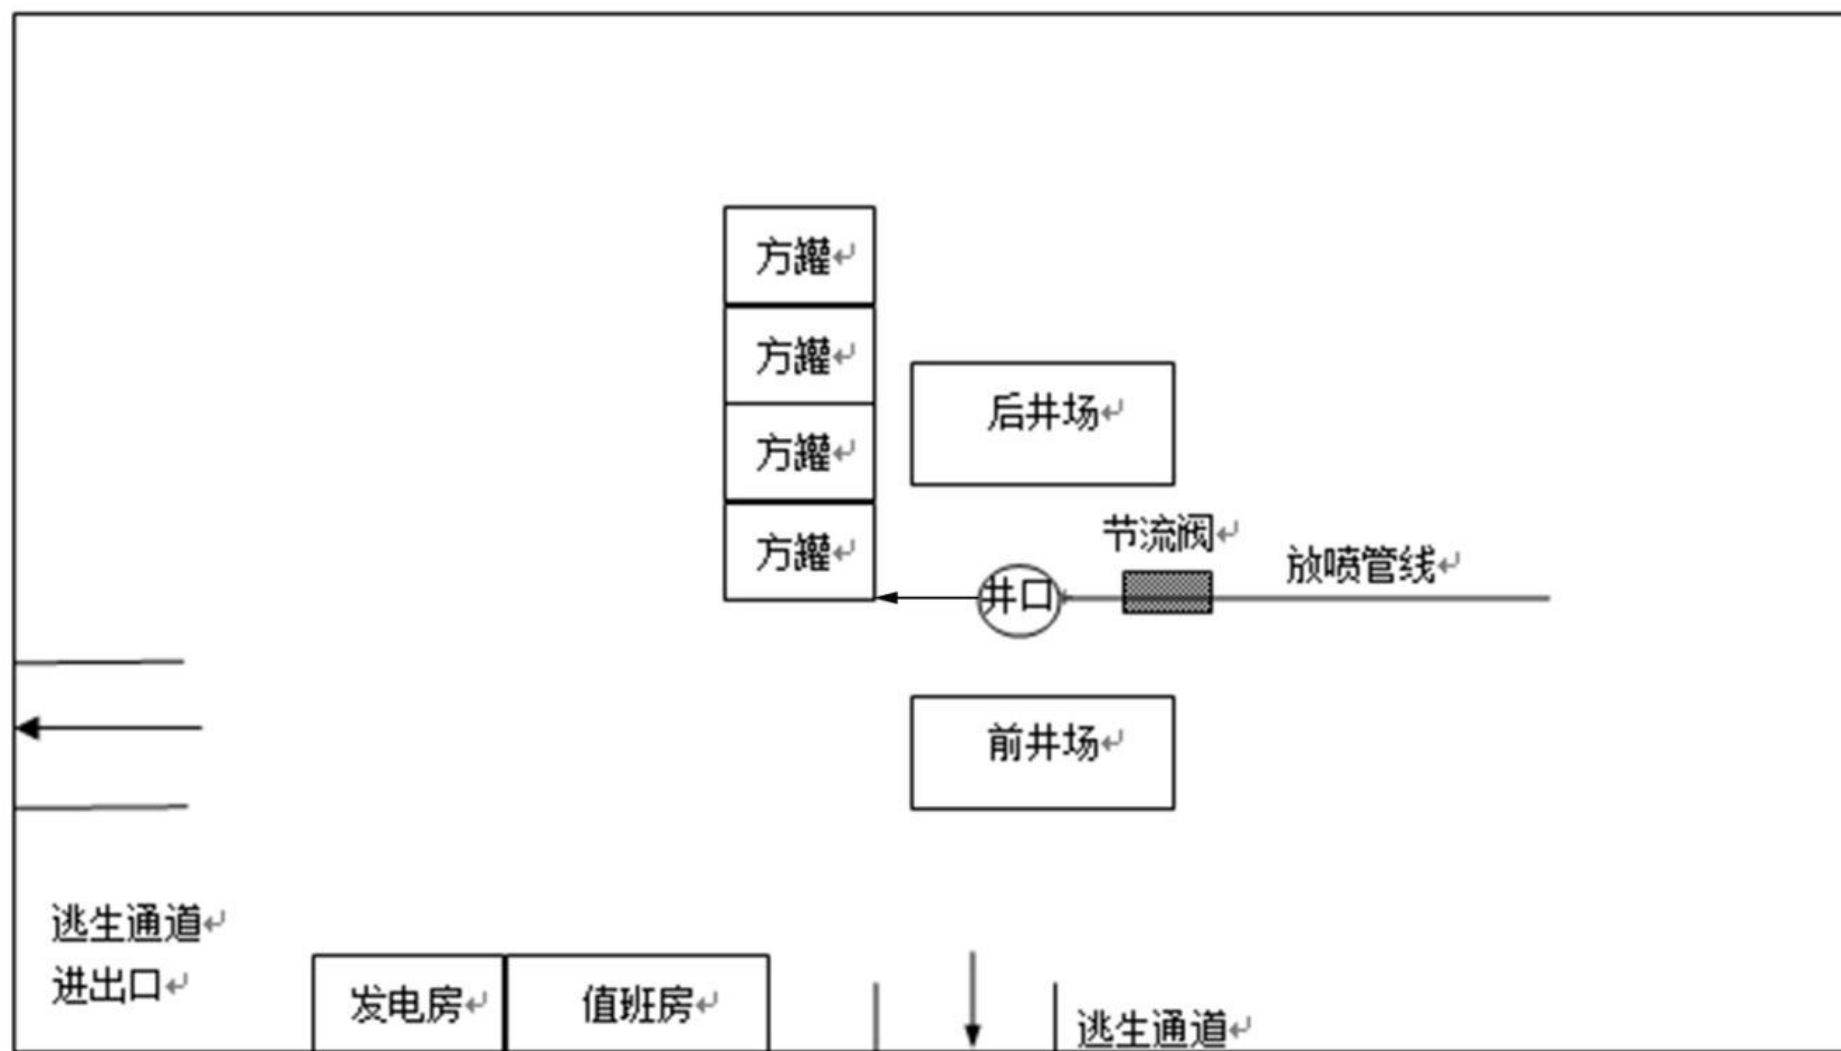 方罐
方罐
后井场
方罐
节流阀
方罐
放喷管线
井口
前井场
逃生通道
进出口
发电房
值班房
逃生通道